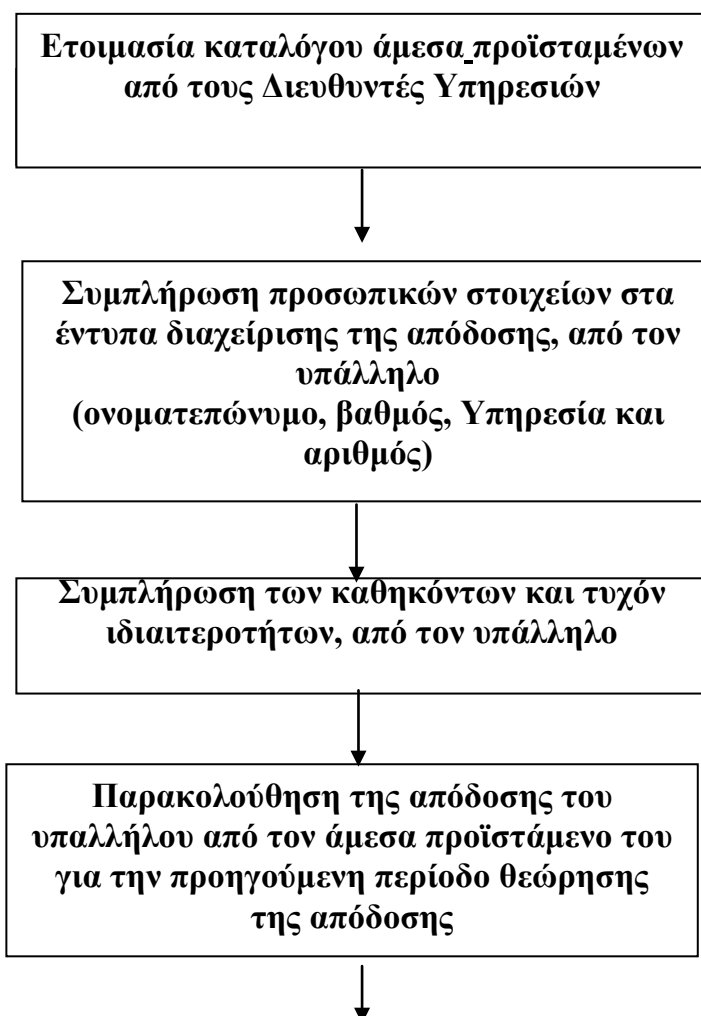 Ετοιμασία καταλόγου άμεσα προϊσταμένων
από τους Διευθυντές Υπηρεσιών
Συμπλήρωση προσωπικών στοιχείων στα
έντυπα διαχείρισης της απόδοσης, από τον
υπάλληλο
(ονοματεπώνυμο, βαθμός, Υπηρεσία και
αριθμός)
Συμπλήρωση των καθηκόντων και τυχόν
ιδιαιτεροτήτων, από τον υπάλληλο
Παρακολούθηση της απόδοσης του
υπαλλήλου από τον άμεσα προϊστάμενο του
για την προηγούμενη περίοδο θεώρησης
της απόδοσης